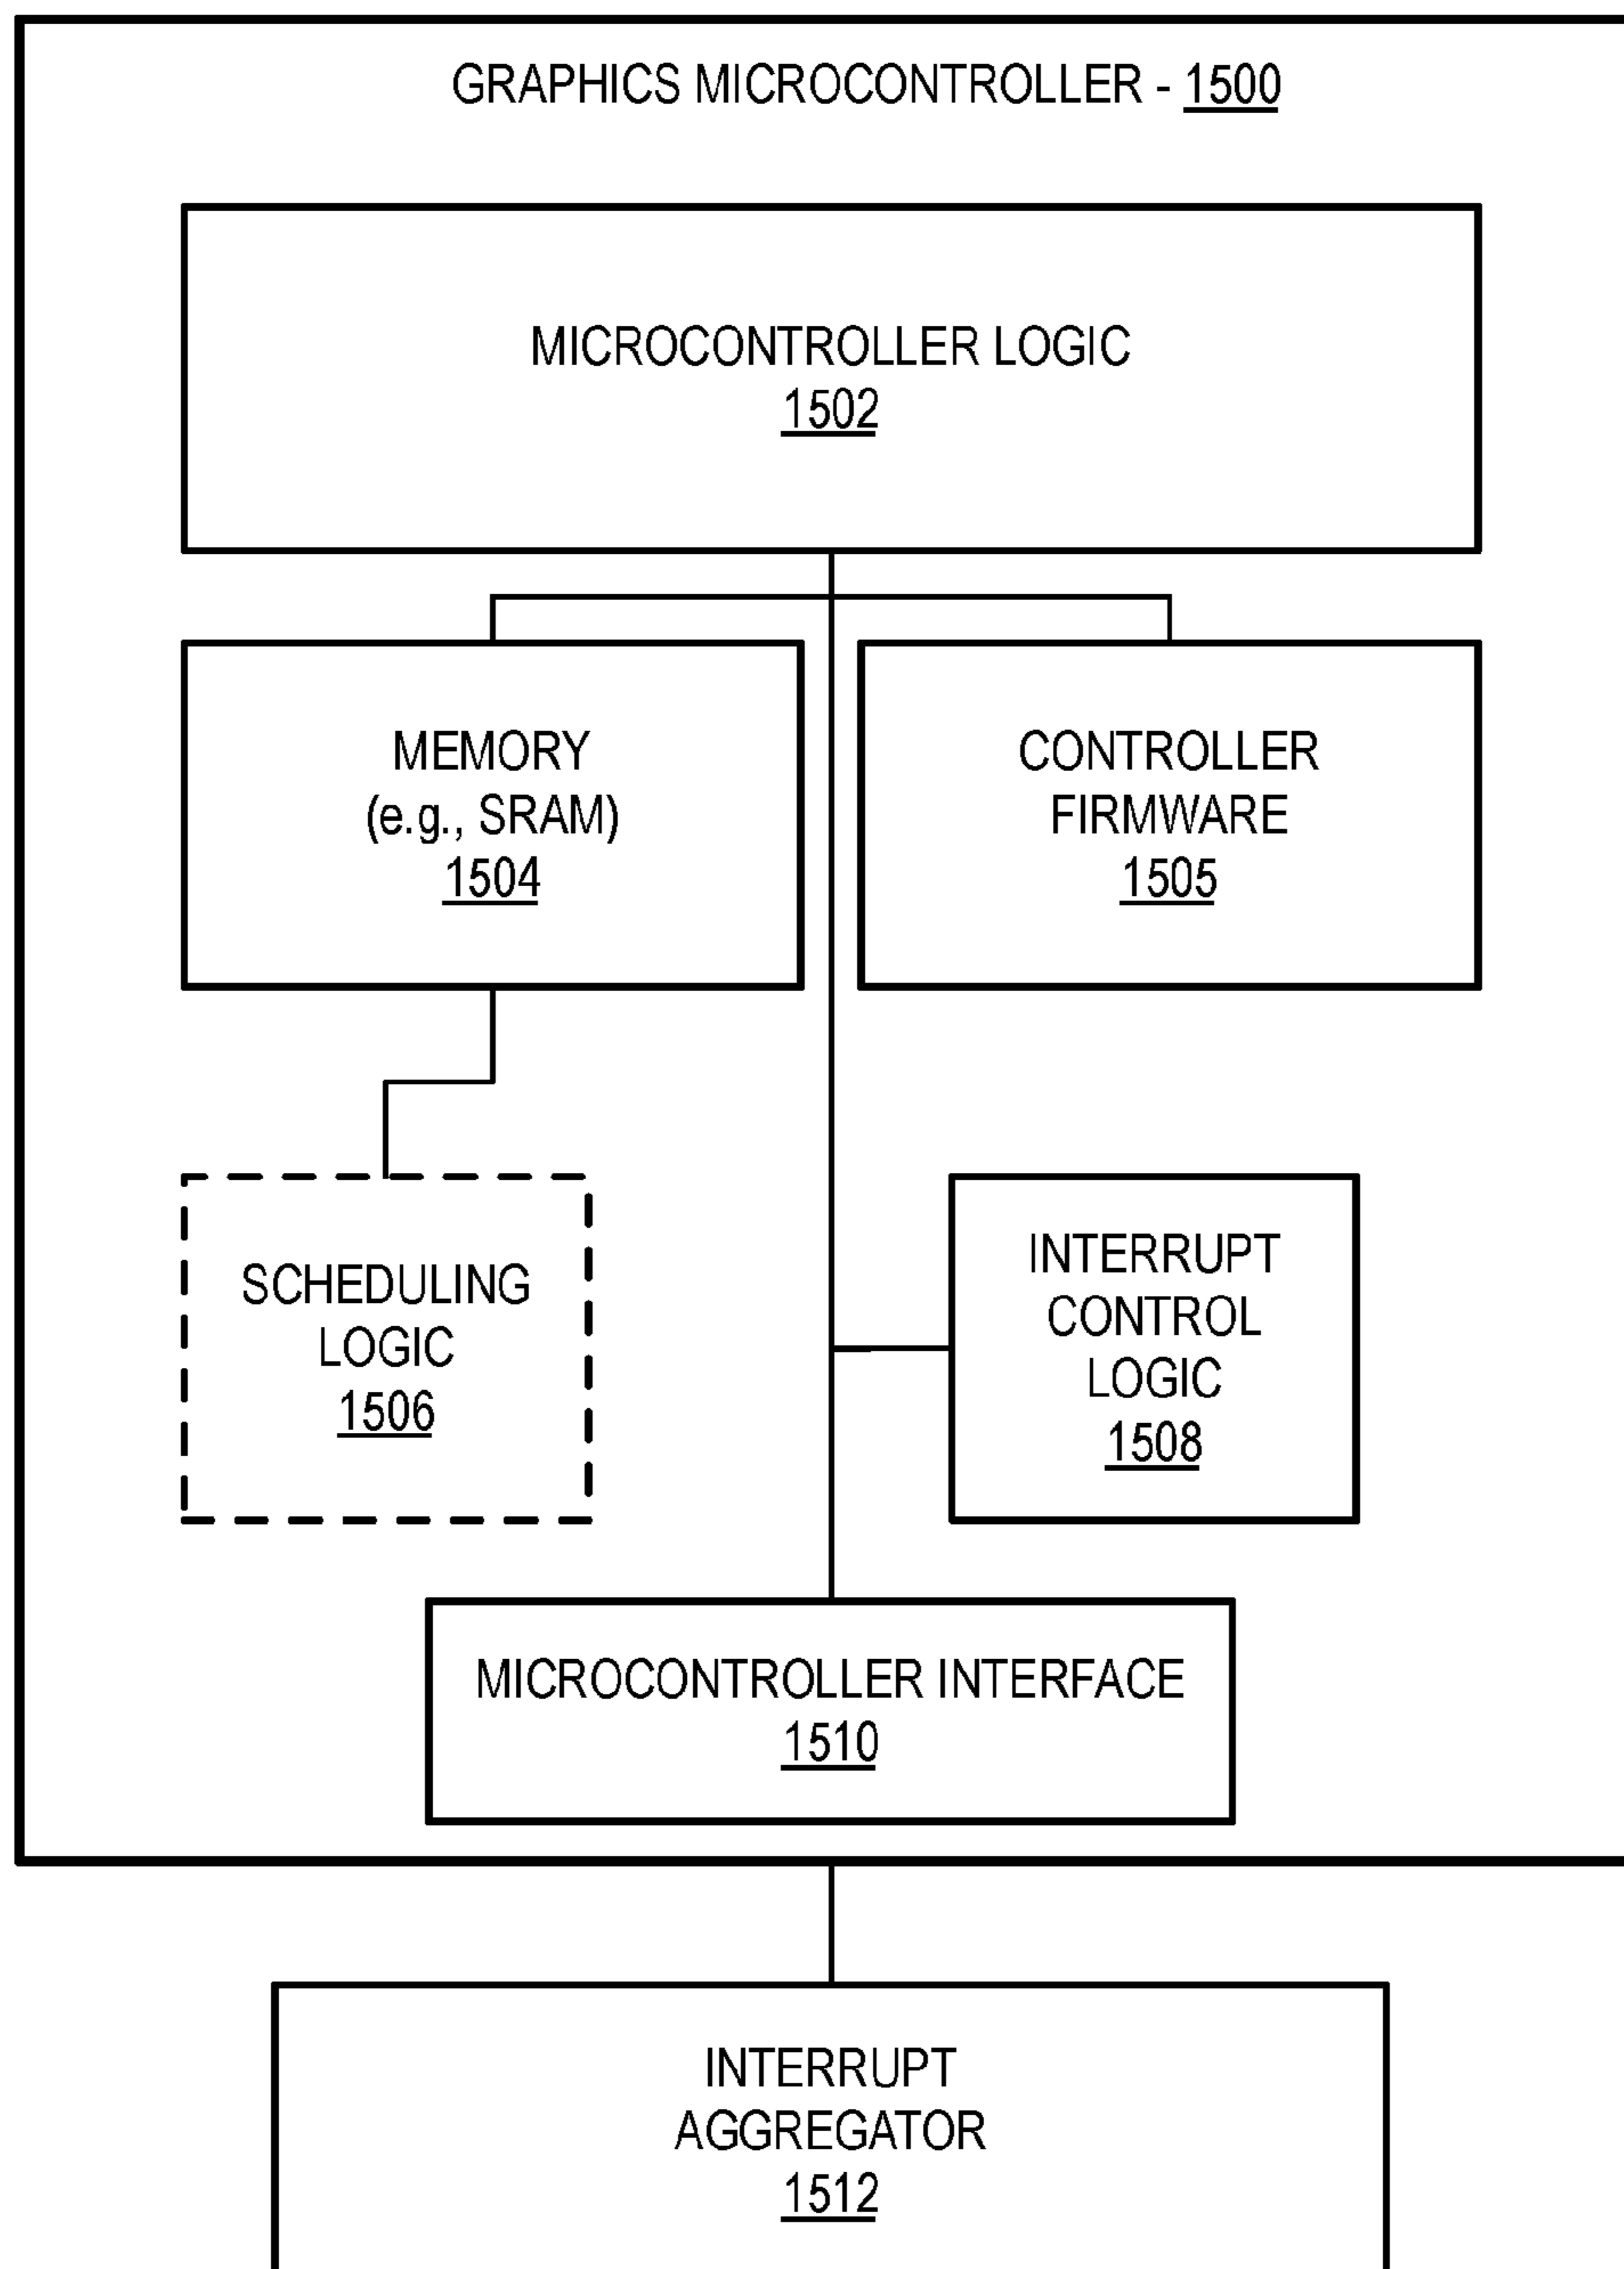 GRAPHICS MICROCONTROLLER - 1500
MICROCONTROLLER LOGIC
1502
MEMORY
(e.g., SRAM)
1504
CONTROLLER
FIRMWARE
1505
SCHEDULING
LOGIC
1506
INTERRUPT
CONTROL
LOGIC
1508
MICROCONTROLLER INTERFACE
1510
INTERRUPT
AGGREGATOR
1512